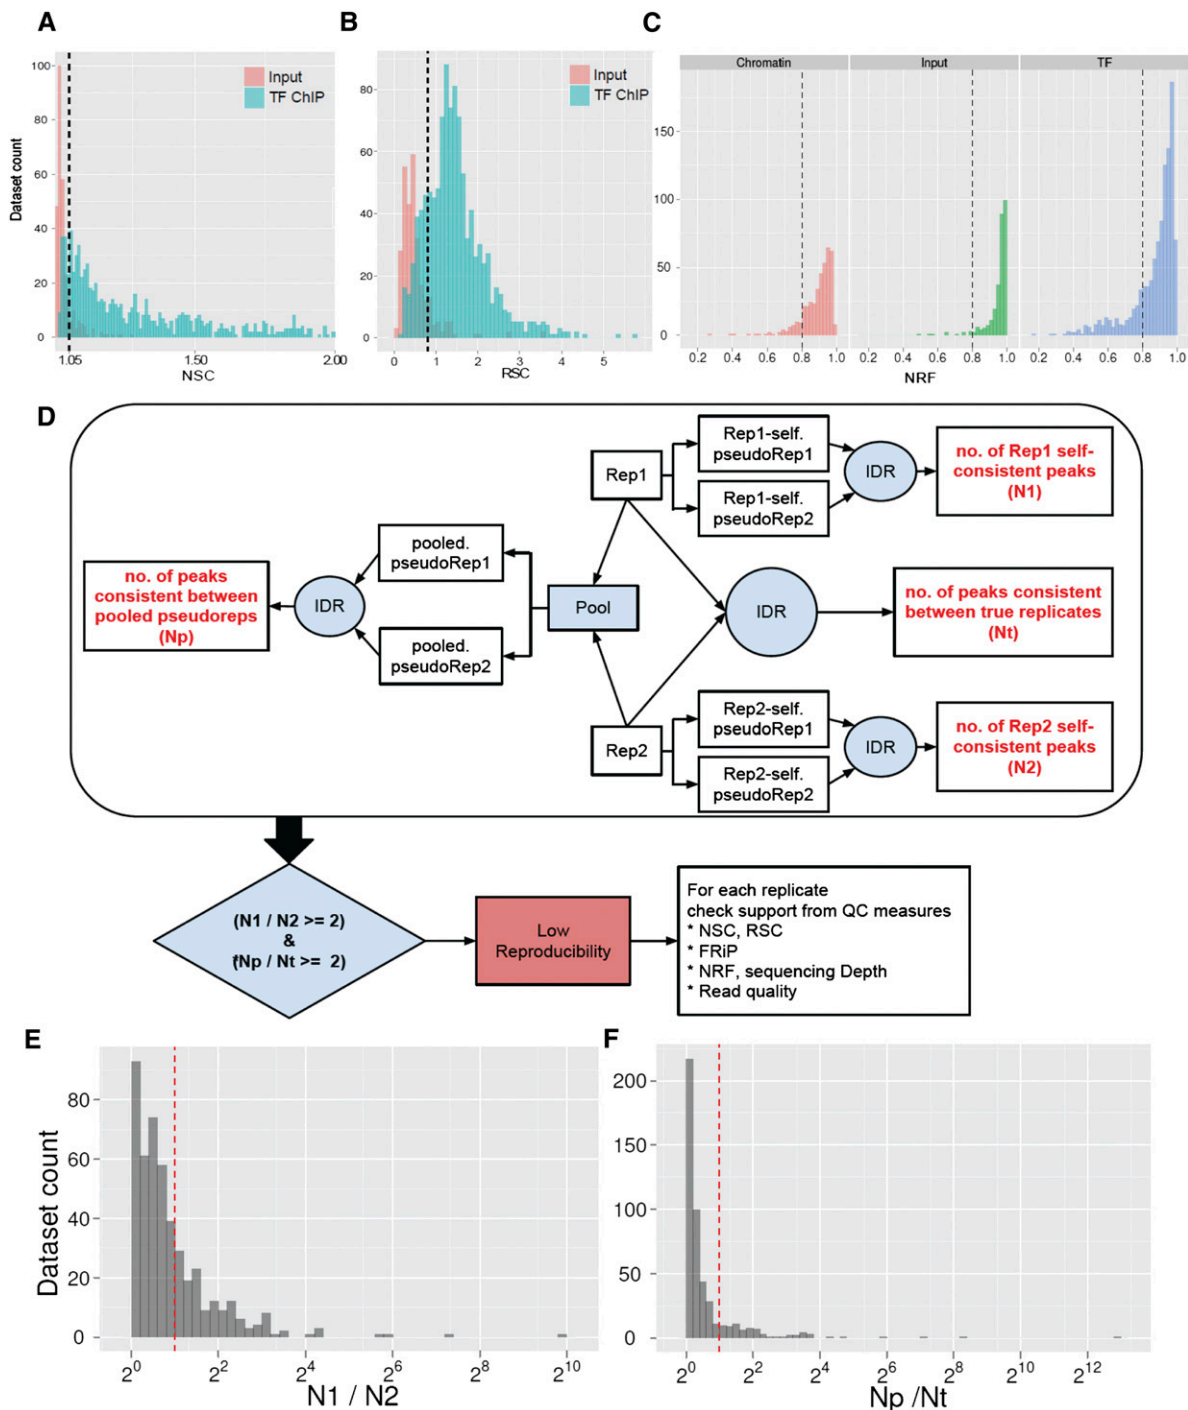 A
B
C
Input
TF ChIP
Dataset count
100
80
60
40
20
0
1.05
1.50
2.00
NSC
Input
TF ChIP
80
60
40
20
0
0
1
2
3
4
5
RSC
Chromatin
Input
TF
150
100
50
0
0.2 0.4 0.6 0.8 1.0
0.2 0.4 0.6 0.8 1.0
0.2 0.4 0.6 0.8 1.0
NRF
D
Rep1
Rep1-self.
pseudoRep1
Rep1-self.
pseudoRep2
IDR
no. of Rep1 self-
consistent peaks
(N1)
no. of peaks
consistent between
pooled pseudoreps
(Np)
IDR
pooled.
pseudoRep1
pooled.
pseudoRep2
Pool
IDR
no. of peaks consistent
between true replicates
(Nt)
Rep2
Rep2-self.
pseudoRep1
Rep2-self.
pseudoRep2
IDR
no. of Rep2 self-
consistent peaks
(N2)
(N1 / N2 >= 2)
&
*(Np / Nt >= 2)
Low
Reproducibility
For each replicate
check support from QC measures
* NSC, RSC
* FRiP
* NRF, sequencing Depth
* Read quality
E
Dataset count
80
60
40
20
0
2^0 2^2 2^4 2^6 2^8 2^10
N1 / N2
F
200
150
100
50
0
2^0 2^2 2^4 2^6 2^8 2^10 2^12
Np /Nt